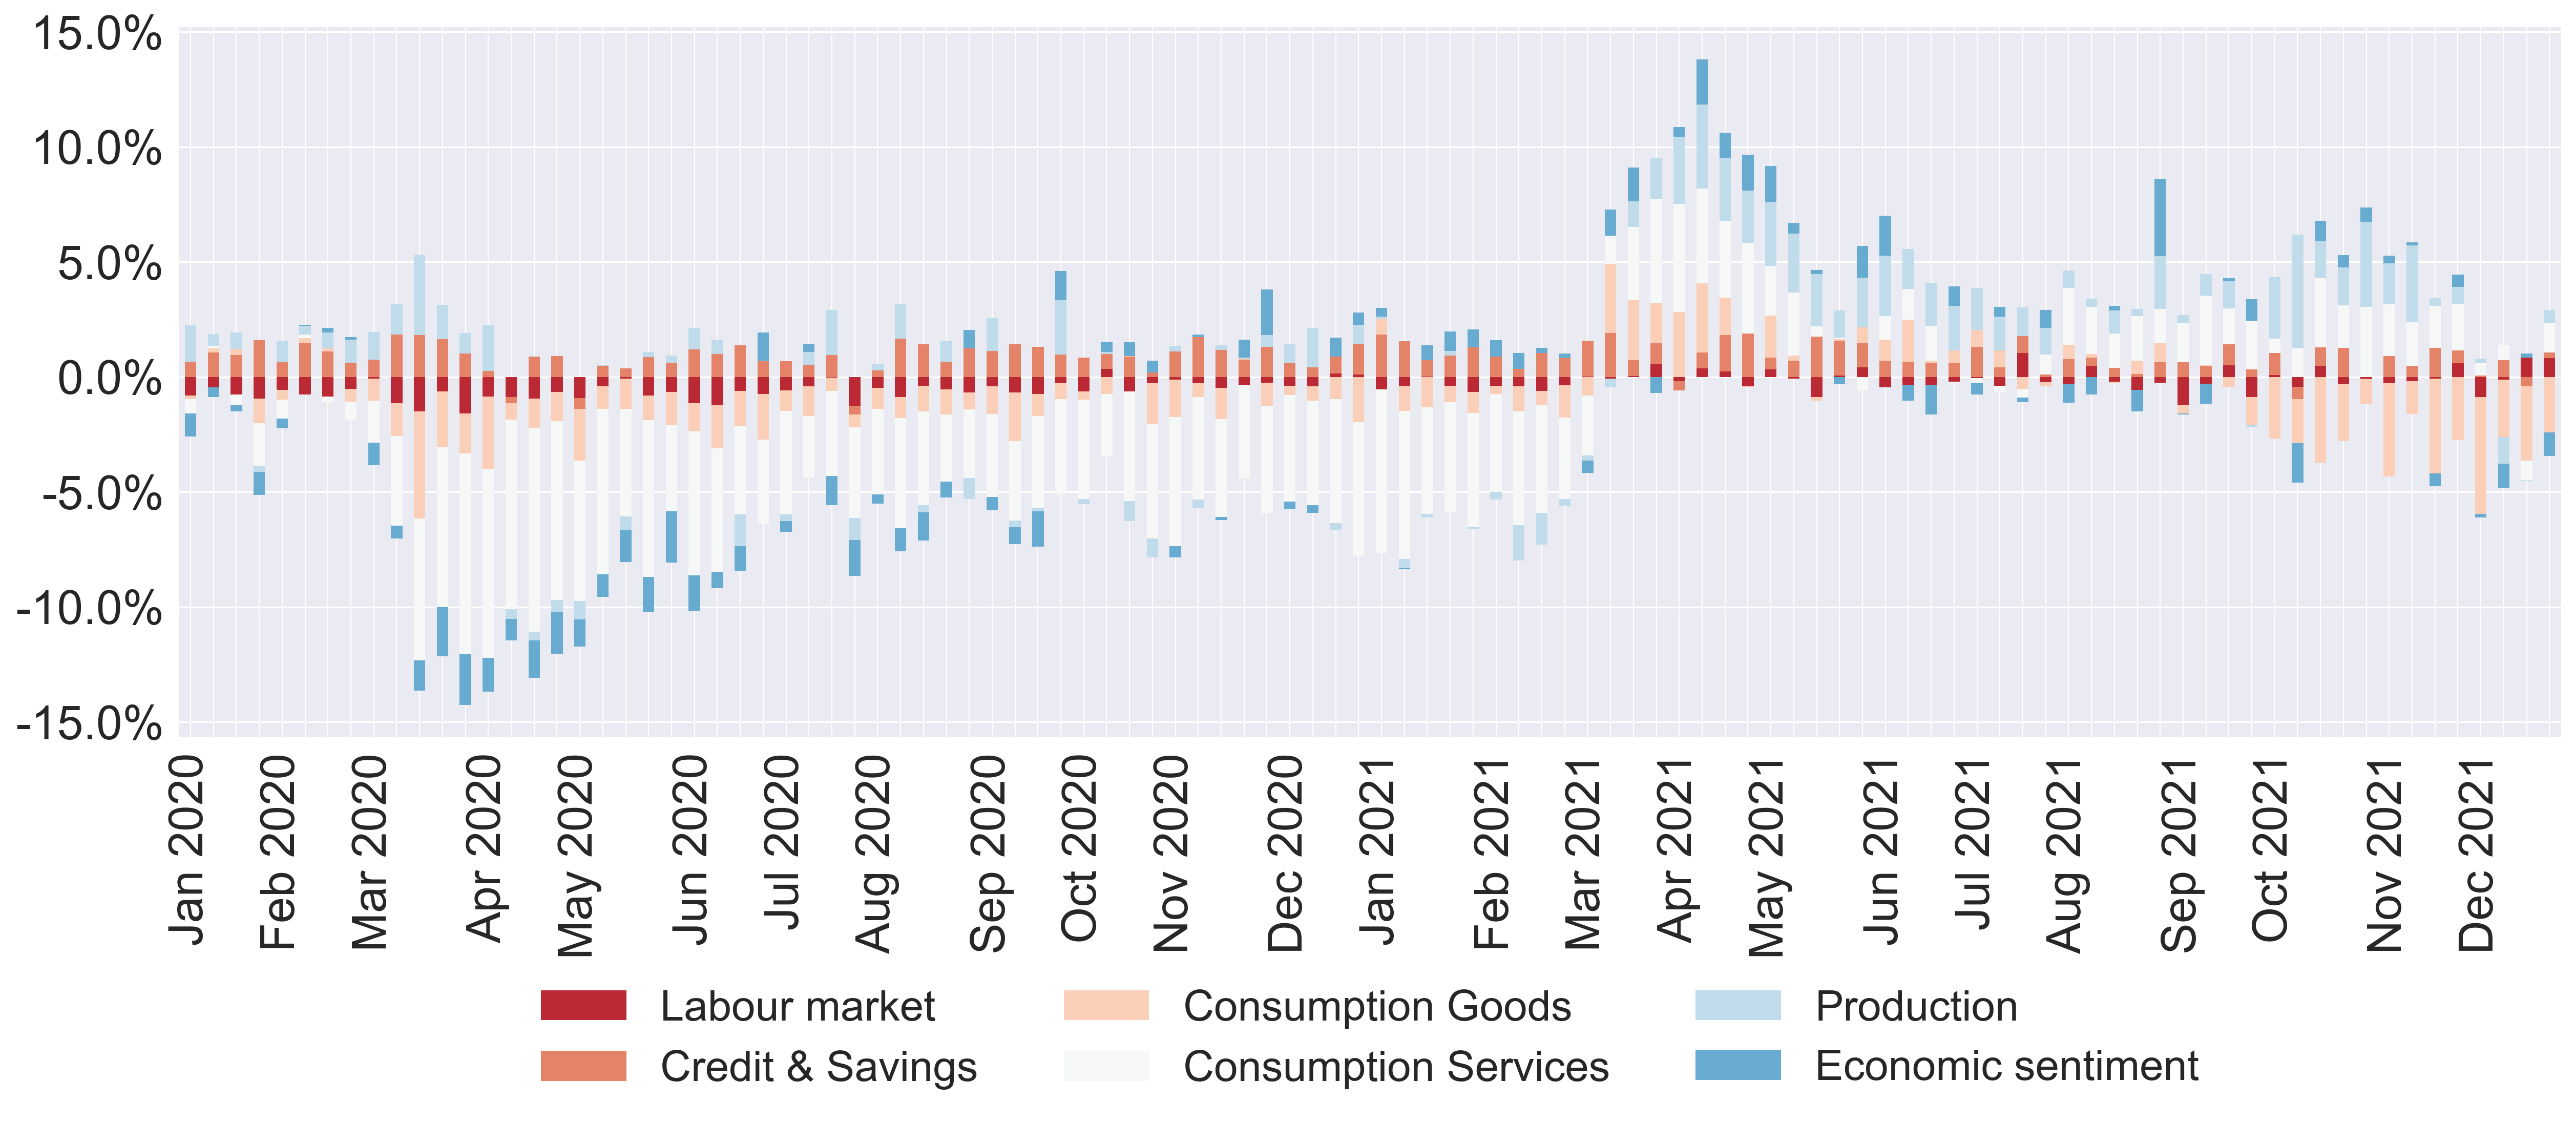 15.0%
10.0%
5.0%
0.0%
-5.0%
-10.0%
-15.0%
Jan 2020
Feb 2020
Mar 2020
Apr 2020
May 2020
Jun 2020
Jul 2020
Aug 2020
Sep 2020
Oct 2020
Nov 2020
Dec 2020
Jan 2021
Feb 2021
Mar 2021
Apr 2021
May 2021
Jun 2021
Jul 2021
Aug 2021
Sep 2021
Oct 2021
Nov 2021
Dec 2021
Labour market
Consumption Goods
Production
Credit & Savings
Consumption Services
Economic sentiment